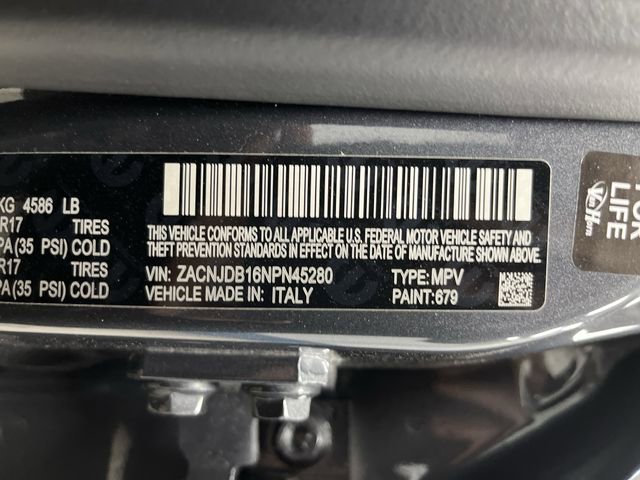 KG 4586 LB
R17 TIRES
PA(35 PSI) COLD
R17 TIRES
PA(35 PSI) COLD
THIS VEHICLE CONFORMS TO ALL APPLICABLE U.S. FEDERAL MOTOR VEHICLE SAFETY AND
THEFT PREVENTION STANDARDS IN EFFECT ON THE DATE OF MANUFACTURE SHOWN ABOVE.
VIN: ZACNJDB16NPN45280 TYPE: MPV
VEHICLE MADE IN: ITALY PAINT:679
FOR
LIFE